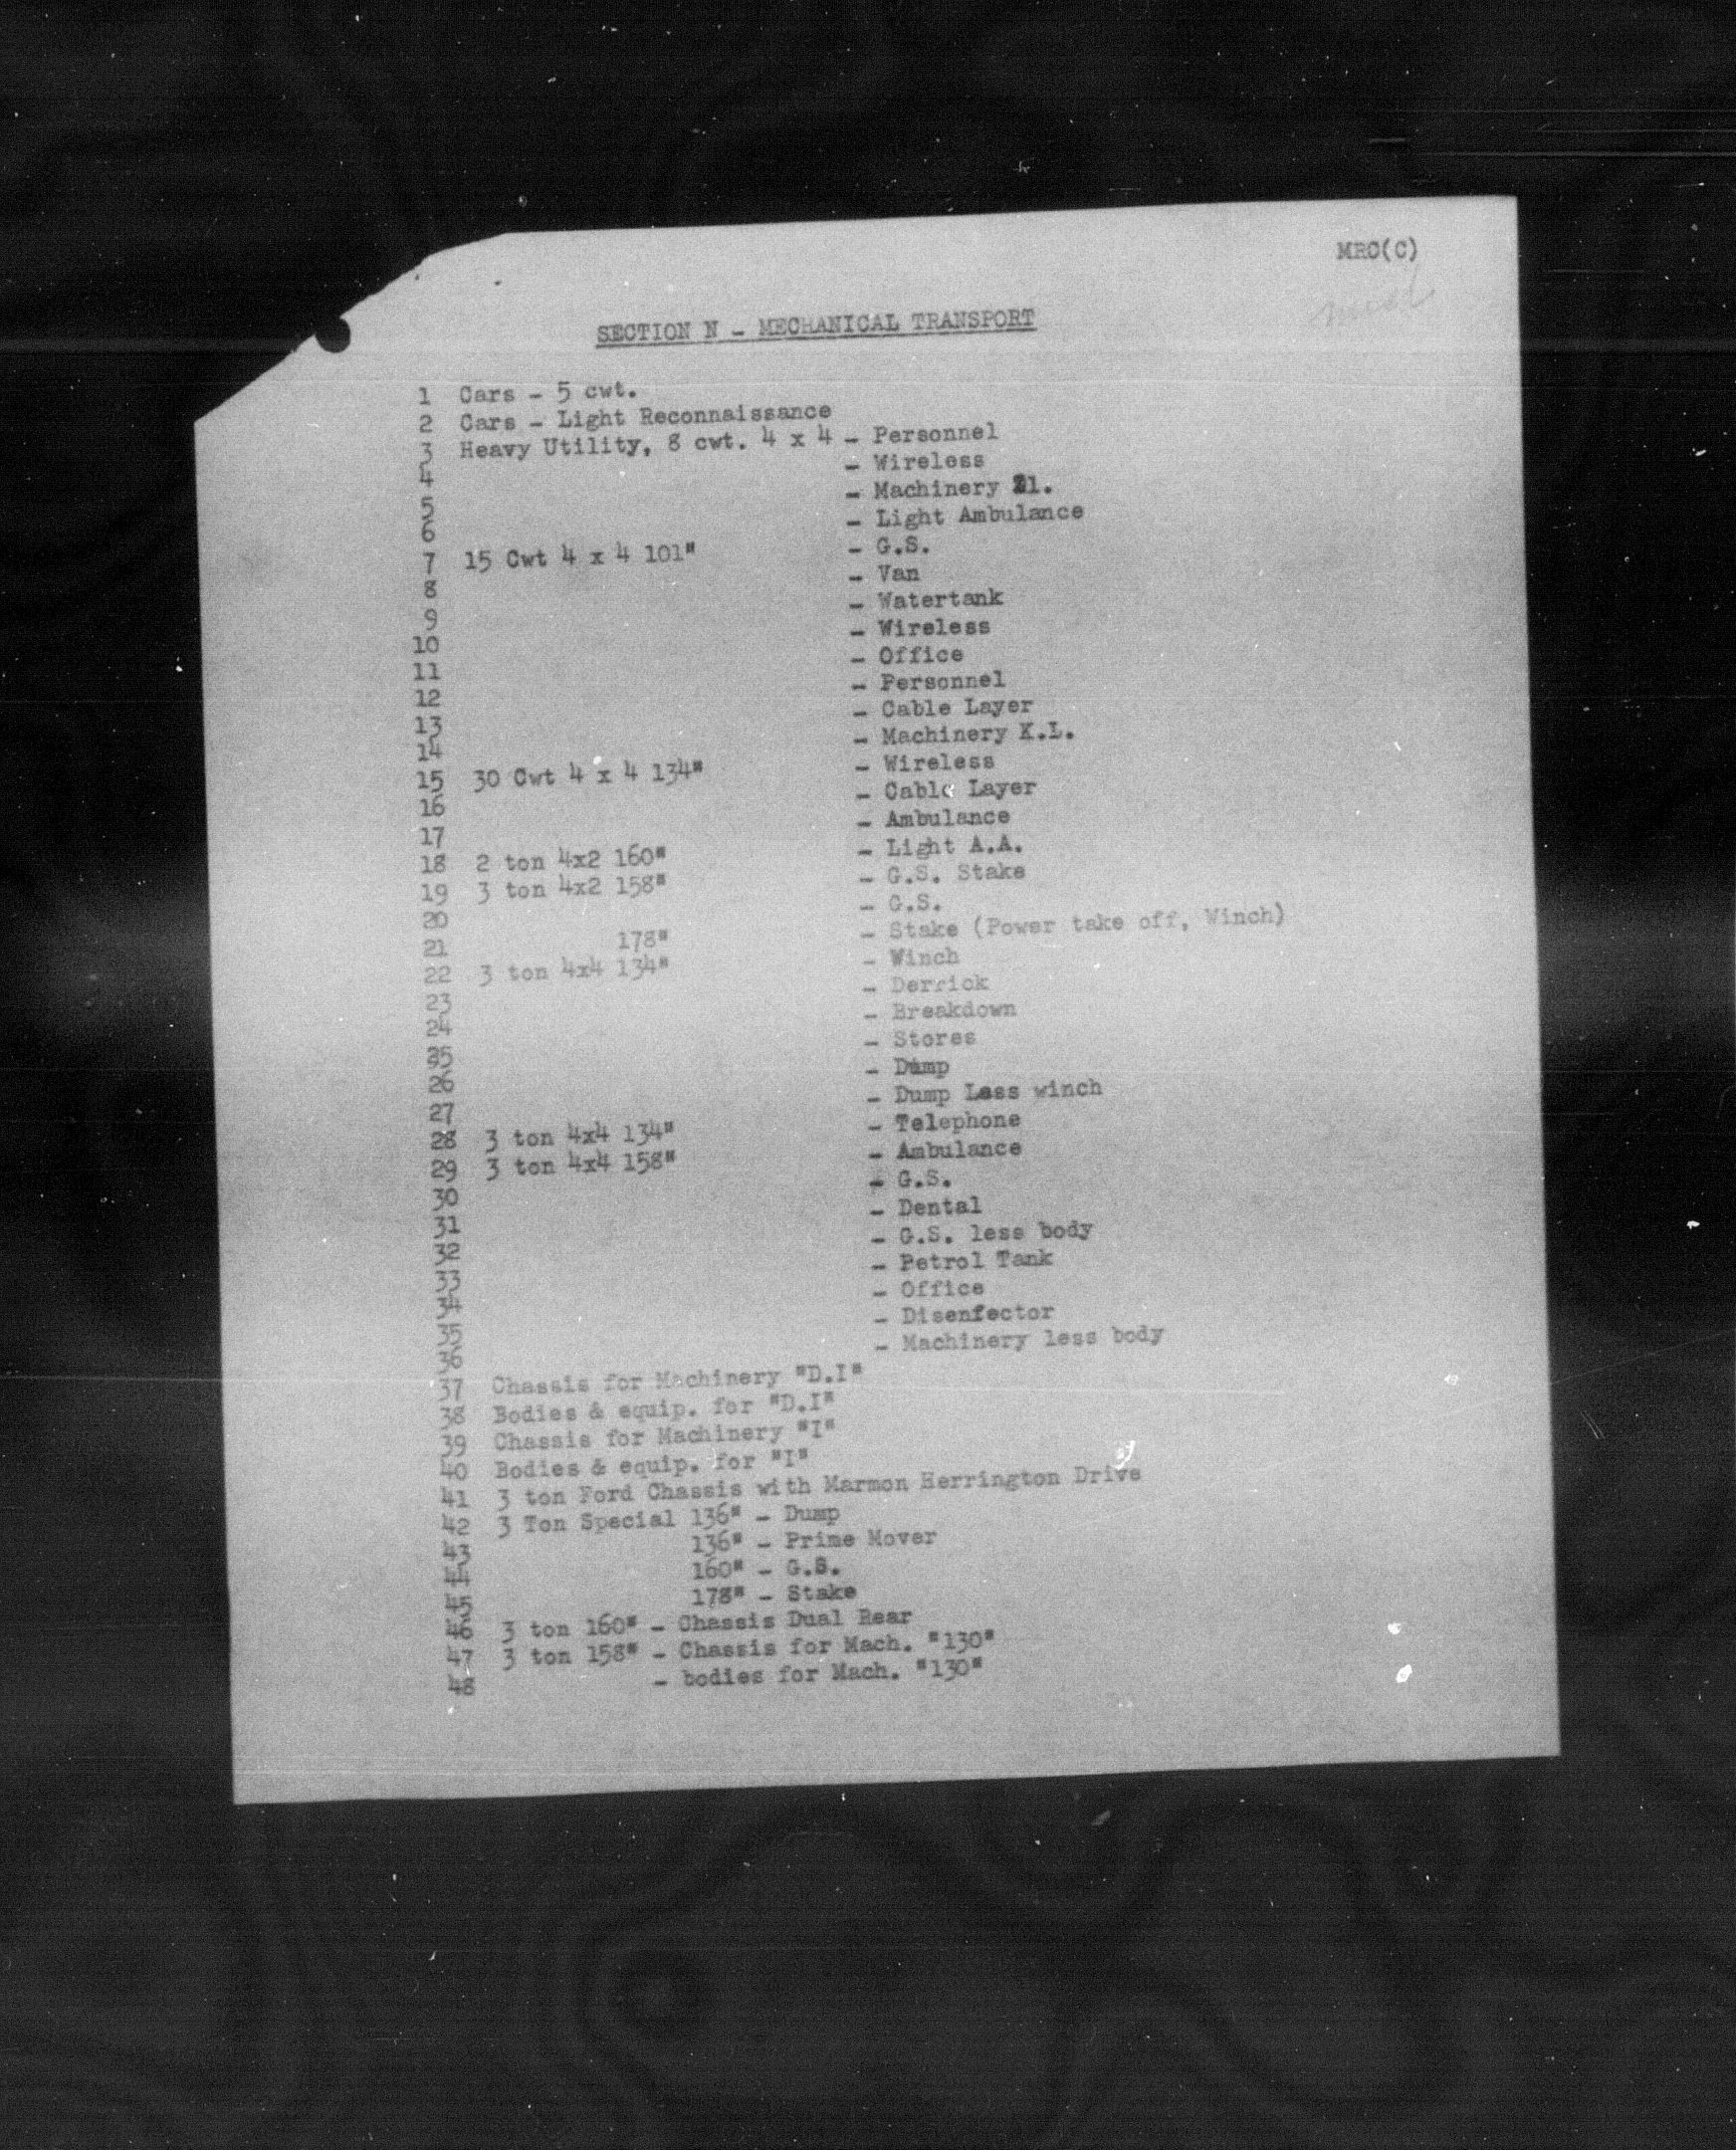 MRC(C)
SECTION N - MECHANICAL TRANSPORT
1 Cars - 5 cwt.
2 Cars - Light Reconnaissance
3 Heavy Utility, 8 cwt. 4 x 4 - Personnel
4 - Wireless
5 - Machinery
6 - Light Ambulance
7 15 Cwt 4 x 4 101" - G.S.
8 - Van
9 - Watertank
10 - Wireless
11 - Office
12 - Personnel
13 - Cable Layer
14 - Machinery K.L.
15 30 Cwt 4 x 4 134" - Wireless
16 - Cable Layer
17 - Ambulance
18 2 ton 4x2 160" - Light A.A.
19 3 ton 4x2 158" - G.S. Stake
20 - G.S.
21 178" - Stake (Power take off, Winch)
22 3 ton 4x4 134" - Winch
23 - Derrick
24 - Breakdown
25 - Stores
26 - Dump
27 - Dump Less winch
28 3 ton 4x4 134" - Telephone
29 3 ton 4x4 158" - Ambulance
30 - G.S.
31 - Dental
32 - G.S. less body
33 - Petrol Tank
34 - Office
35 - Disenfector
36 - Machinery less body
37 Chassis for Machinery "D.I"
38 Bodies & equip. for "D.I"
39 Chassis for Machinery "I"
40 Bodies & equip. for "I"
41 3 ton Ford Chassis with Marmon Herrington Drive
42 3 Ton Special 136" - Dump
43 136" - Prime Mover
44 160" - G.S.
45 178" - Stake
46 3 ton 160" - Chassis Dual Rear
47 3 ton 158" - Chassis for Mach. "130"
48 - bodies for Mach. "130"